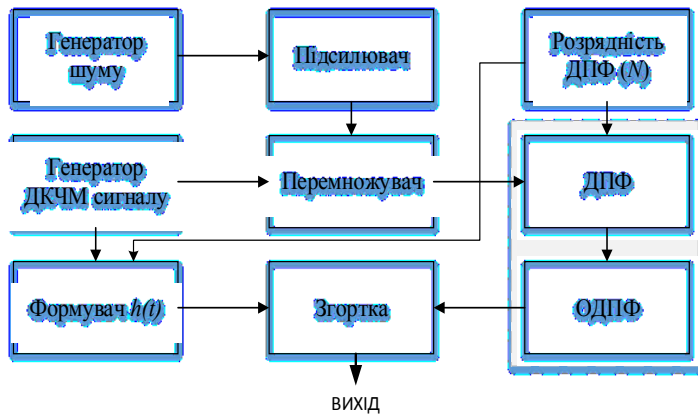 Генератор
шуму
Підсилювач
Розрядність
ДПФ (N)
Генератор
ДКЧМ сигналу
Перемножувач
ДПФ
Формувач h(t)
Згортка
ОДПФ
ВИХІД